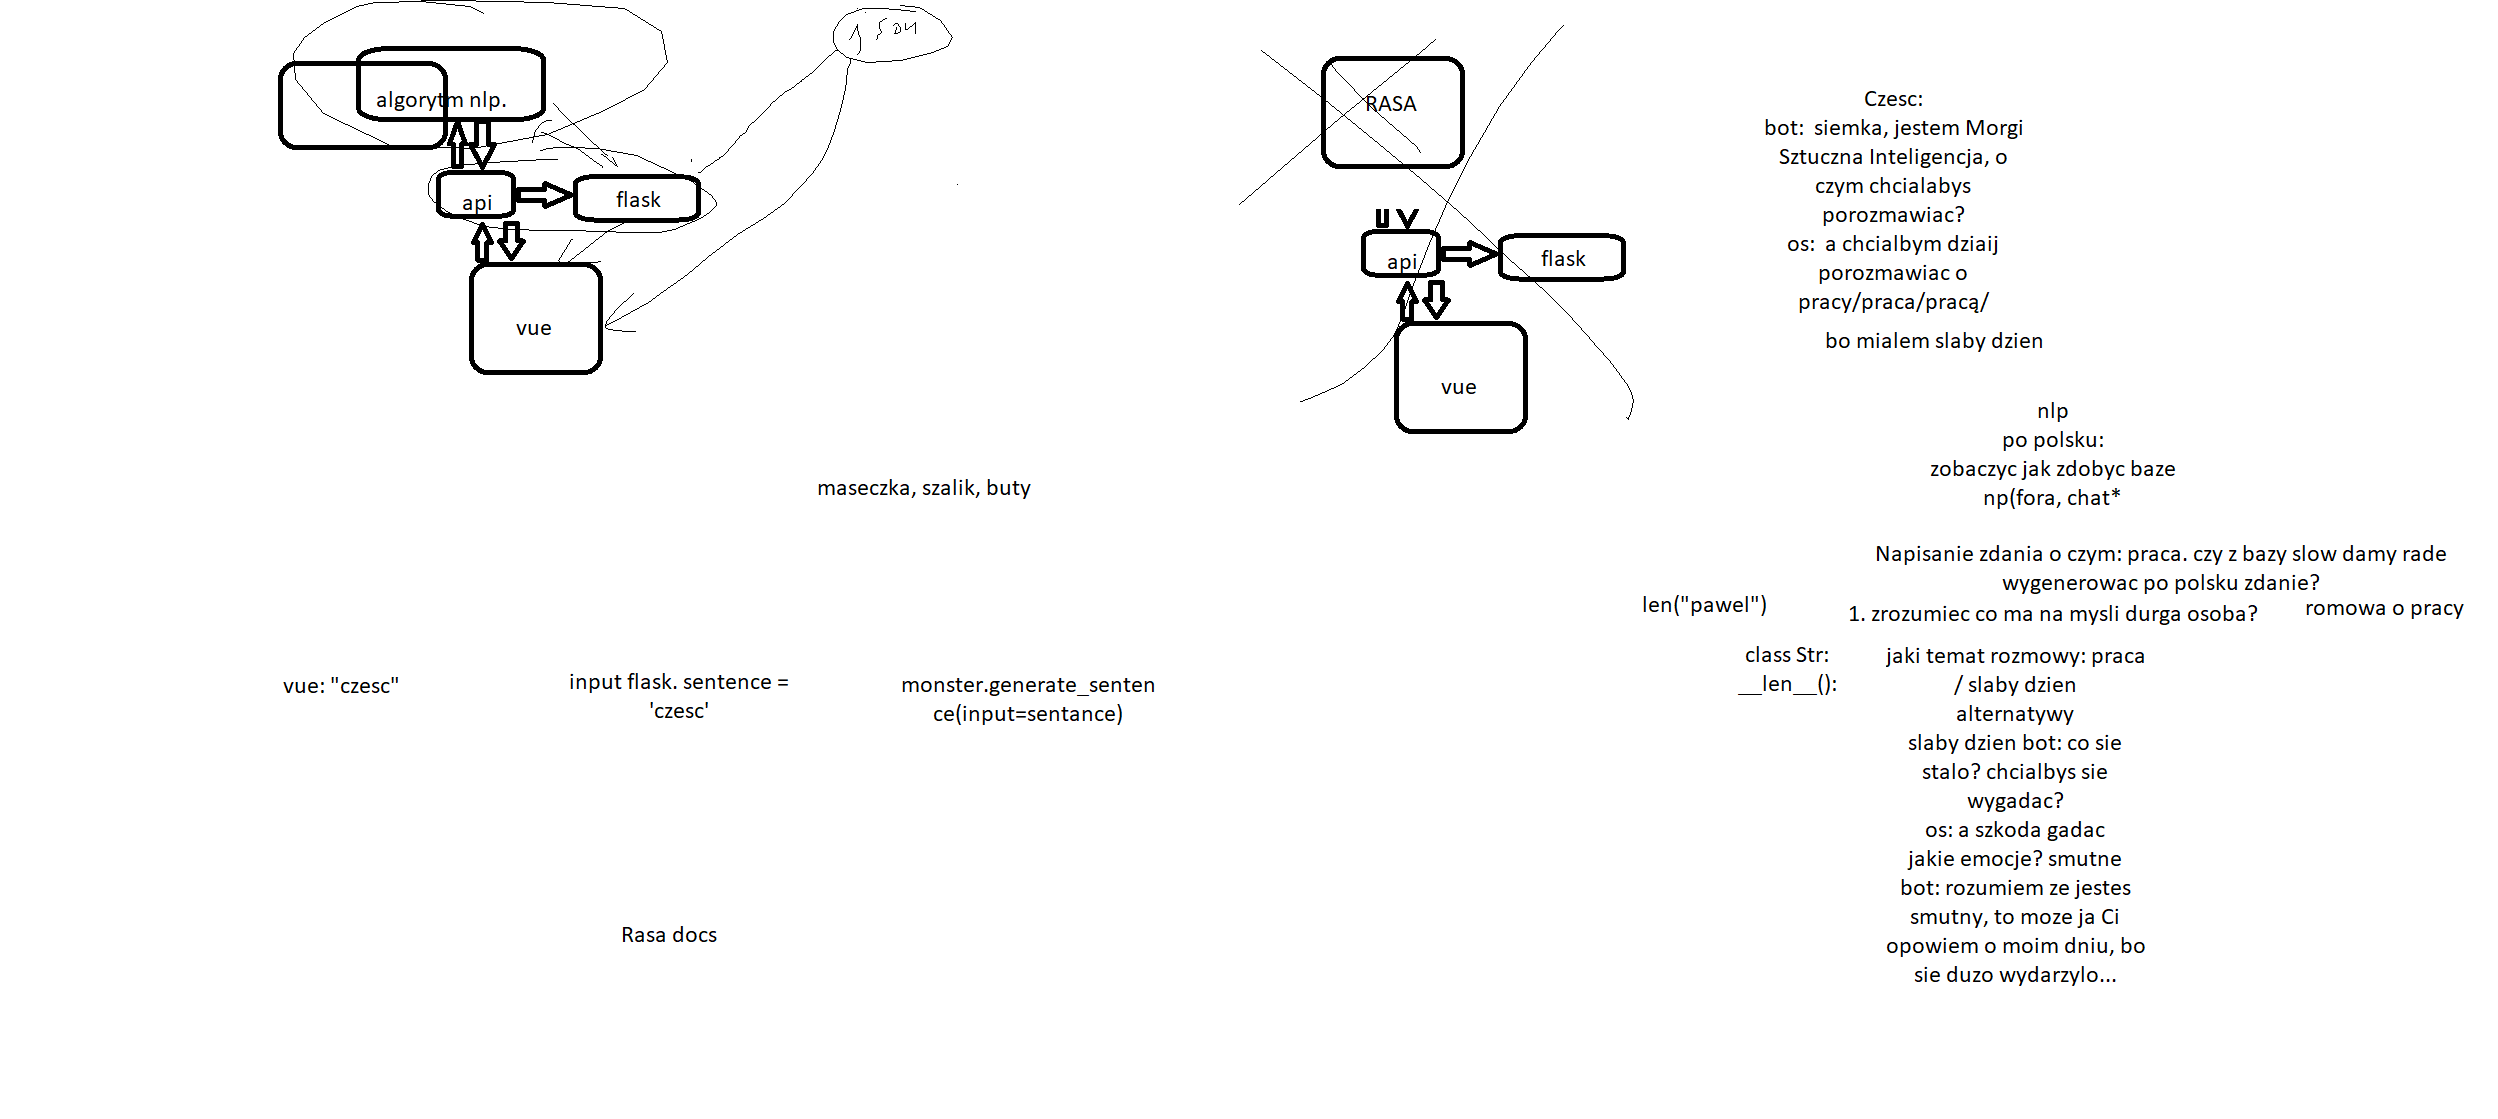 algorytm nlp.
api
flask
vue
RASA
api
flask
vue
Czesc:
bot:  siemka, jestem Morgi
Sztuczna Inteligencja, o
czym chcialabys
porozmawiac?
os:  a chcialbym dziaij
porozmawiac o
pracy/praca/pracą/
bo mialem slaby dzien
nlp
po polsku:
zobaczyc jak zdobyc baze
np(fora, chat*
maseczka, szalik, buty
Napisanie zdania o czym: praca. czy z bazy slow damy rade
wygenerowac po polsku zdanie?
len("pawel")
1. zrozumiec co ma na mysli durga osoba?
romowa o pracy
class Str:
__len__():
jaki temat rozmowy: praca
/ slaby dzien
alternatywy
slaby dzien bot: co sie
stalo? chcialbys sie
wygadac?
os: a szkoda gadac
jakie emocje? smutne
bot: rozumiem ze jestes
smutny, to moze ja Ci
opowiem o moim dniu, bo
sie duzo wydarzylo...
vue: "czesc"
input flask. sentence =
'czesc'
monster.generate_senten
ce(input=sentance)
Rasa docs